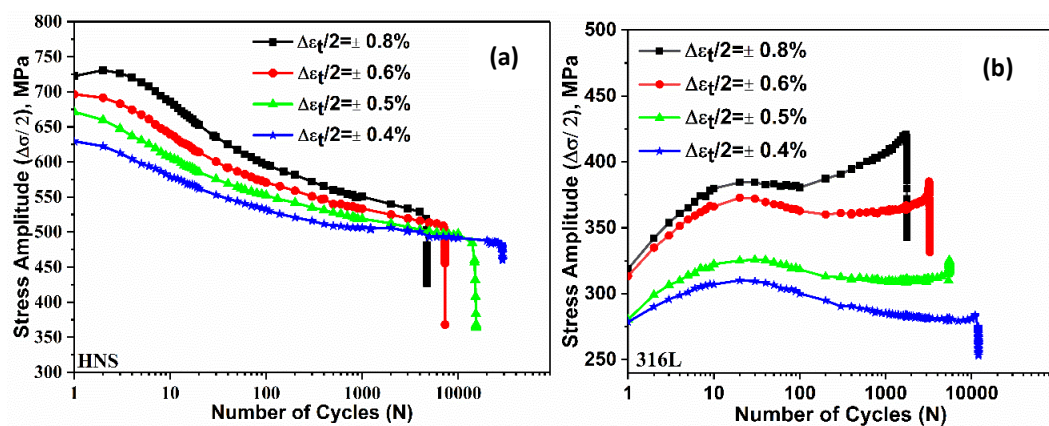 800
750
700
650
600
550
500
450
400
350
300
Stress Amplitude (Δσ/2), MPa
Δεt/2=± 0.8%
Δεt/2=± 0.6%
Δεt/2=± 0.5%
Δεt/2=± 0.4%
(a)
HNS
1 10 100 1000 10000
Number of Cycles (N)
500
450
400
350
300
250
Stress Amplitude (Δσ/2), MPa
Δεt/2=± 0.8%
Δεt/2=± 0.6%
Δεt/2=± 0.5%
Δεt/2=± 0.4%
(b)
316L
1 10 100 1000 10000
Number of Cycles (N)